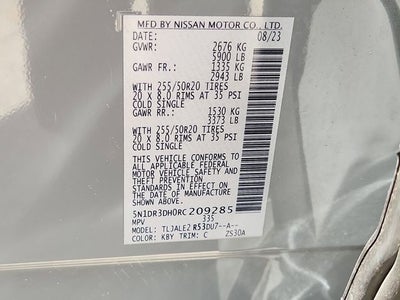 MFD BY NISSAN MOTOR CO., LTD.
DATE: 08/23
GVWR: 2676 KG
5900 LB
GAWR FR.: 1335 KG
2943 LB
WITH 255/50R20 TIRES
20 x 8.0 RIMS AT 35 PSI
COLD SINGLE
GAWR RR.: 1530 KG
3373 LB
WITH 255/50R20 TIRES
20 x 8.0 RIMS AT 35 PSI
COLD SINGLE
THIS VEHICLE CONFORMS TO
ALL APPLICABLE FEDERAL
MOTOR VEHICLE SAFETY AND
THEFT PREVENTION
STANDARDS IN EFFECT ON
THE DATE OF MANUFACTURE
SHOWN ABOVE.
5N1DR3DH0RC209285
MPV 335
MODEL: TLJALEZ R53DU7--A--
COLOR: KBY TRIM: C ZS30A